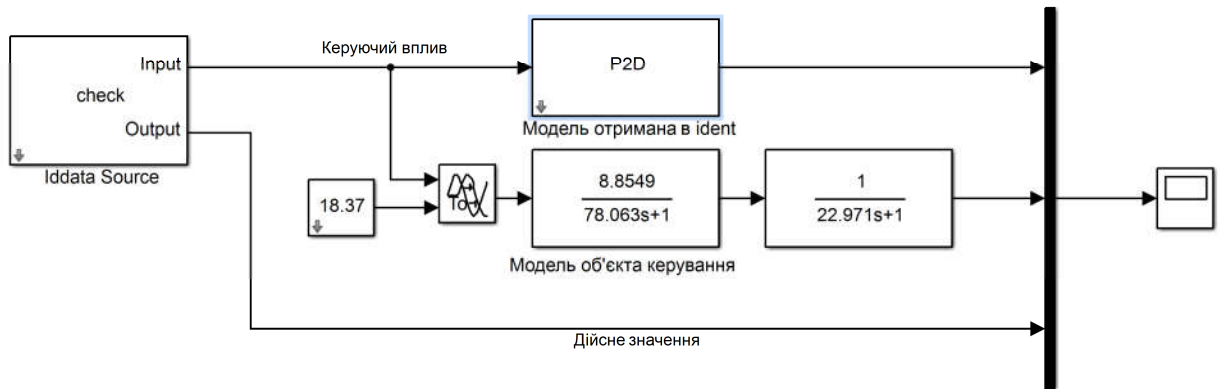 Керуючий вплив
Input
check
Output
Iddata Source
P2D
Модель отримана в ident
18.37
To
8.8549
78.063s+1
1
22.971s+1
Модель об'єкта керування
Дійсне значення